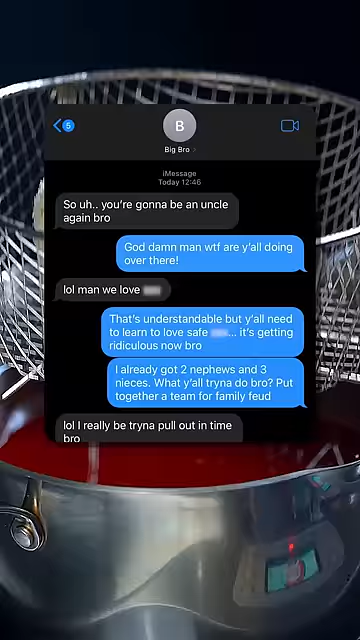 5
B
Big Bro
iMessage
Today 12:46
So uh.. you're gonna be an uncle
again bro
God damn man wtf are y'all doing
over there!
lol man we love
That's understandable but y'all need
to learn to love safe ... it's getting
ridiculous now bro
I already got 2 nephews and 3
nieces. What y'all tryna do bro? Put
together a team for family feud
lol I really be tryna pull out in time
bro